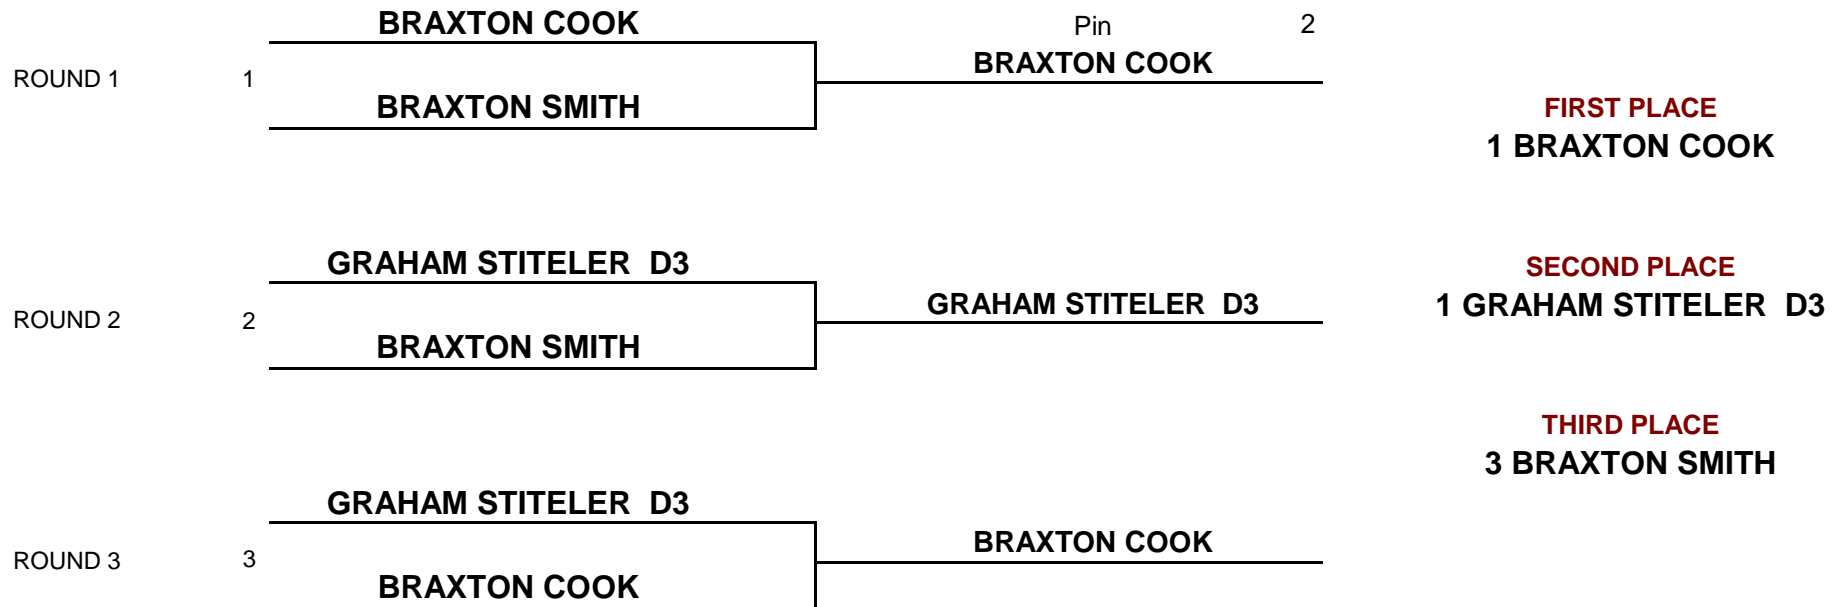 BRAXTON COOK
Pin 2
BRAXTON COOK
ROUND 1 1
BRAXTON SMITH
FIRST PLACE
1 BRAXTON COOK
GRAHAM STITELER D3
SECOND PLACE
GRAHAM STITELER D3
1 GRAHAM STITELER D3
ROUND 2 2
BRAXTON SMITH
THIRD PLACE
3 BRAXTON SMITH
GRAHAM STITELER D3
BRAXTON COOK
ROUND 3 3
BRAXTON COOK